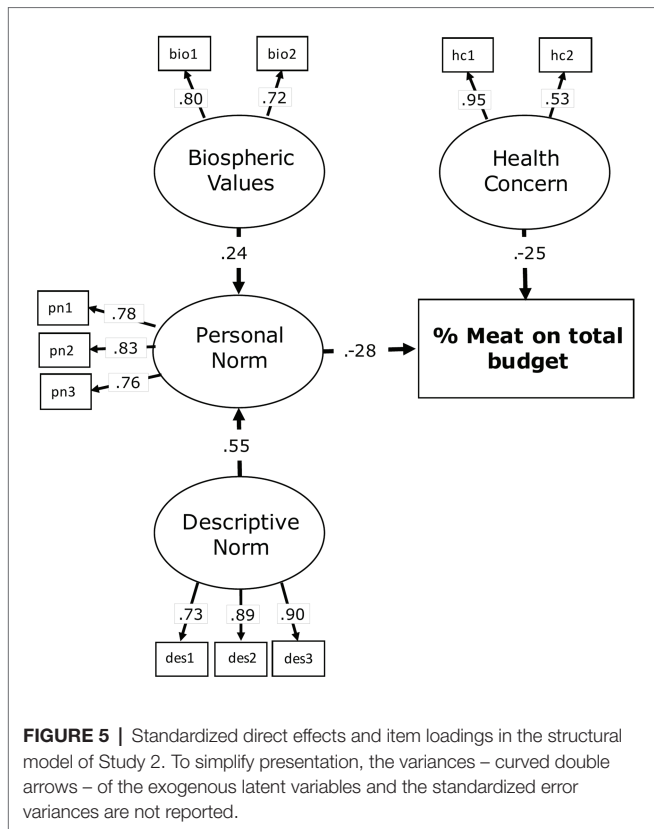 bio1
bio2
hc1
hc2
.80
.72
.95
.53
Biospheric
Values
Health
Concern
.24
.-25
pn1
.78
pn2
.83
pn3
.76
Personal
Norm
.-28
% Meat on total
budget
.55
Descriptive
Norm
.73
.89
.90
des1
des2
des3
FIGURE 5 | Standardized direct effects and item loadings in the structural
model of Study 2. To simplify presentation, the variances – curved double
arrows – of the exogenous latent variables and the standardized error
variances are not reported.